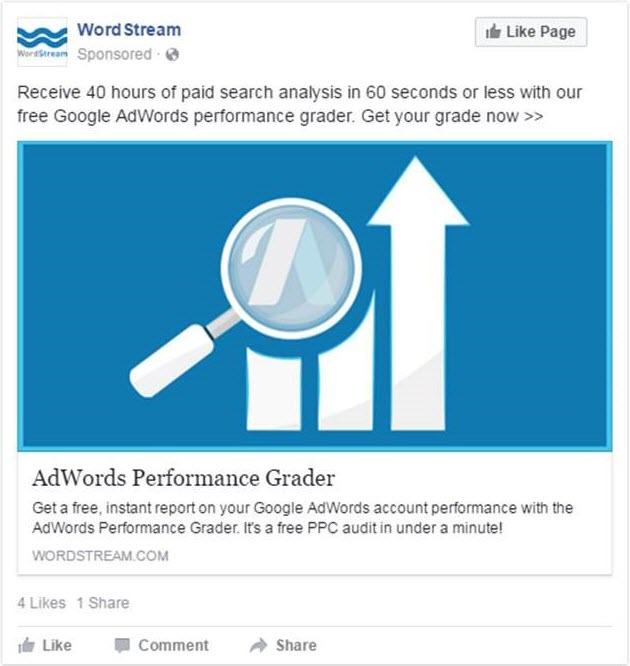 WordStream
WordStream
Like Page
Sponsored ·
Receive 40 hours of paid search analysis in 60 seconds or less with our
free Google AdWords performance grader. Get your grade now >>
AdWords Performance Grader
Get a free, instant report on your Google AdWords account performance with the
AdWords Performance Grader. It's a free PPC audit in under a minute!
WORDSTREAM.COM
4 Likes 1 Share
Like Comment Share